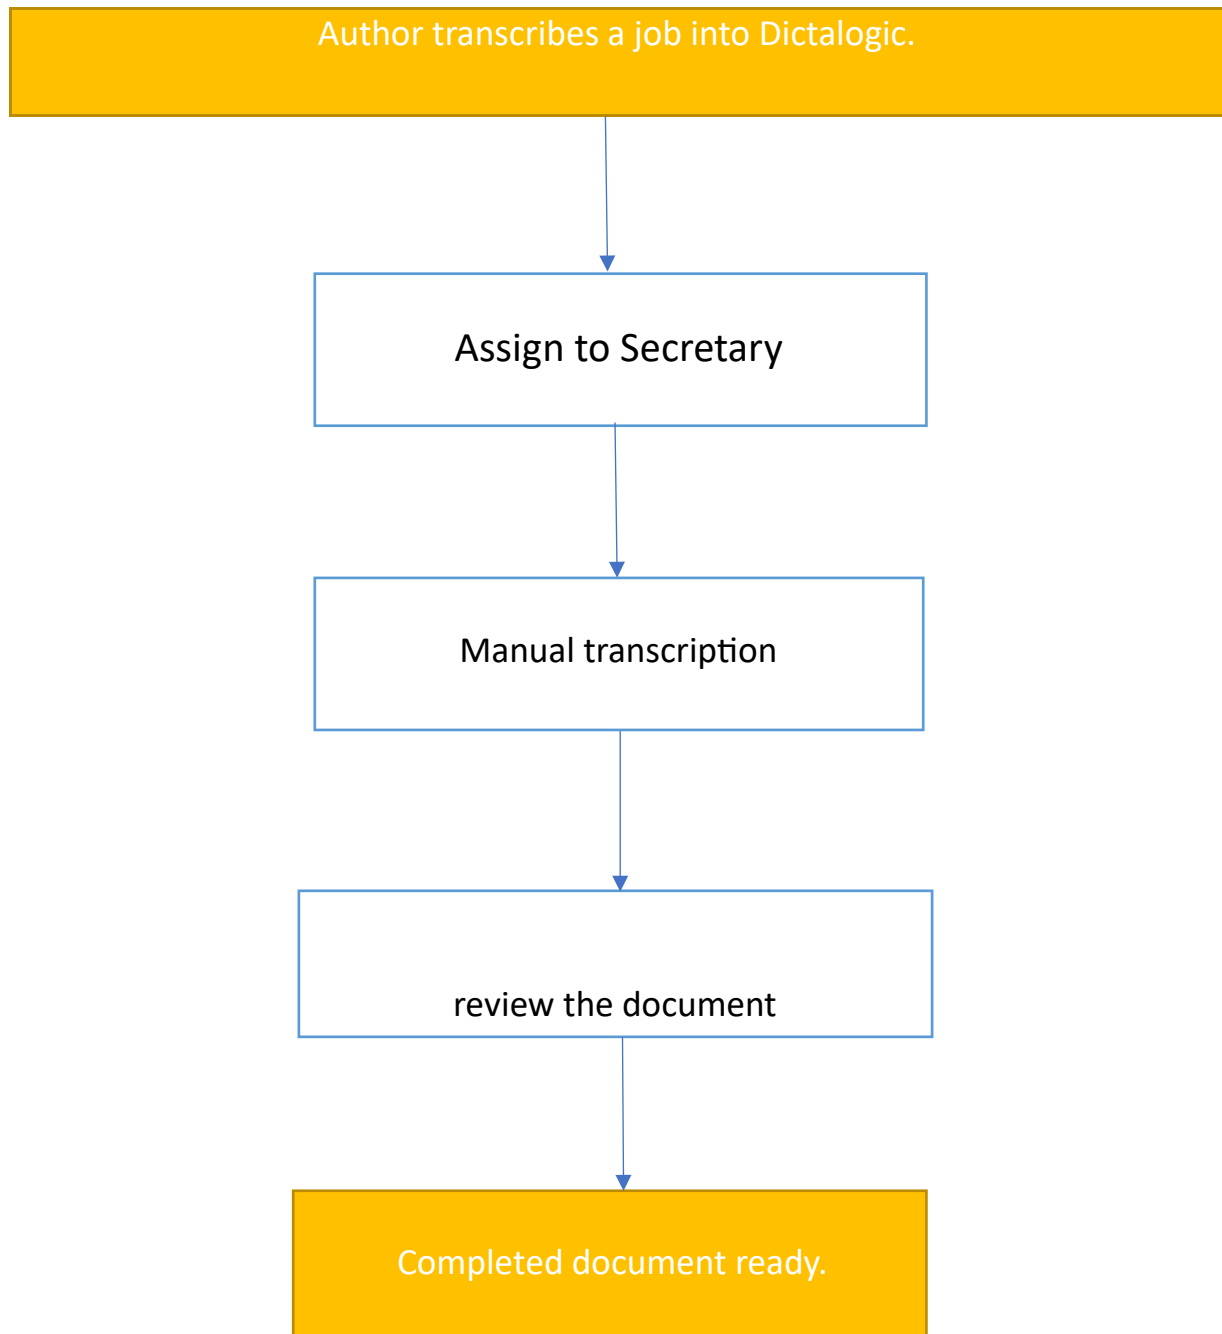 Author transcribes a job into Dictalogic.
Assign to Secretary
Manual transcription
review the document
Completed document ready.